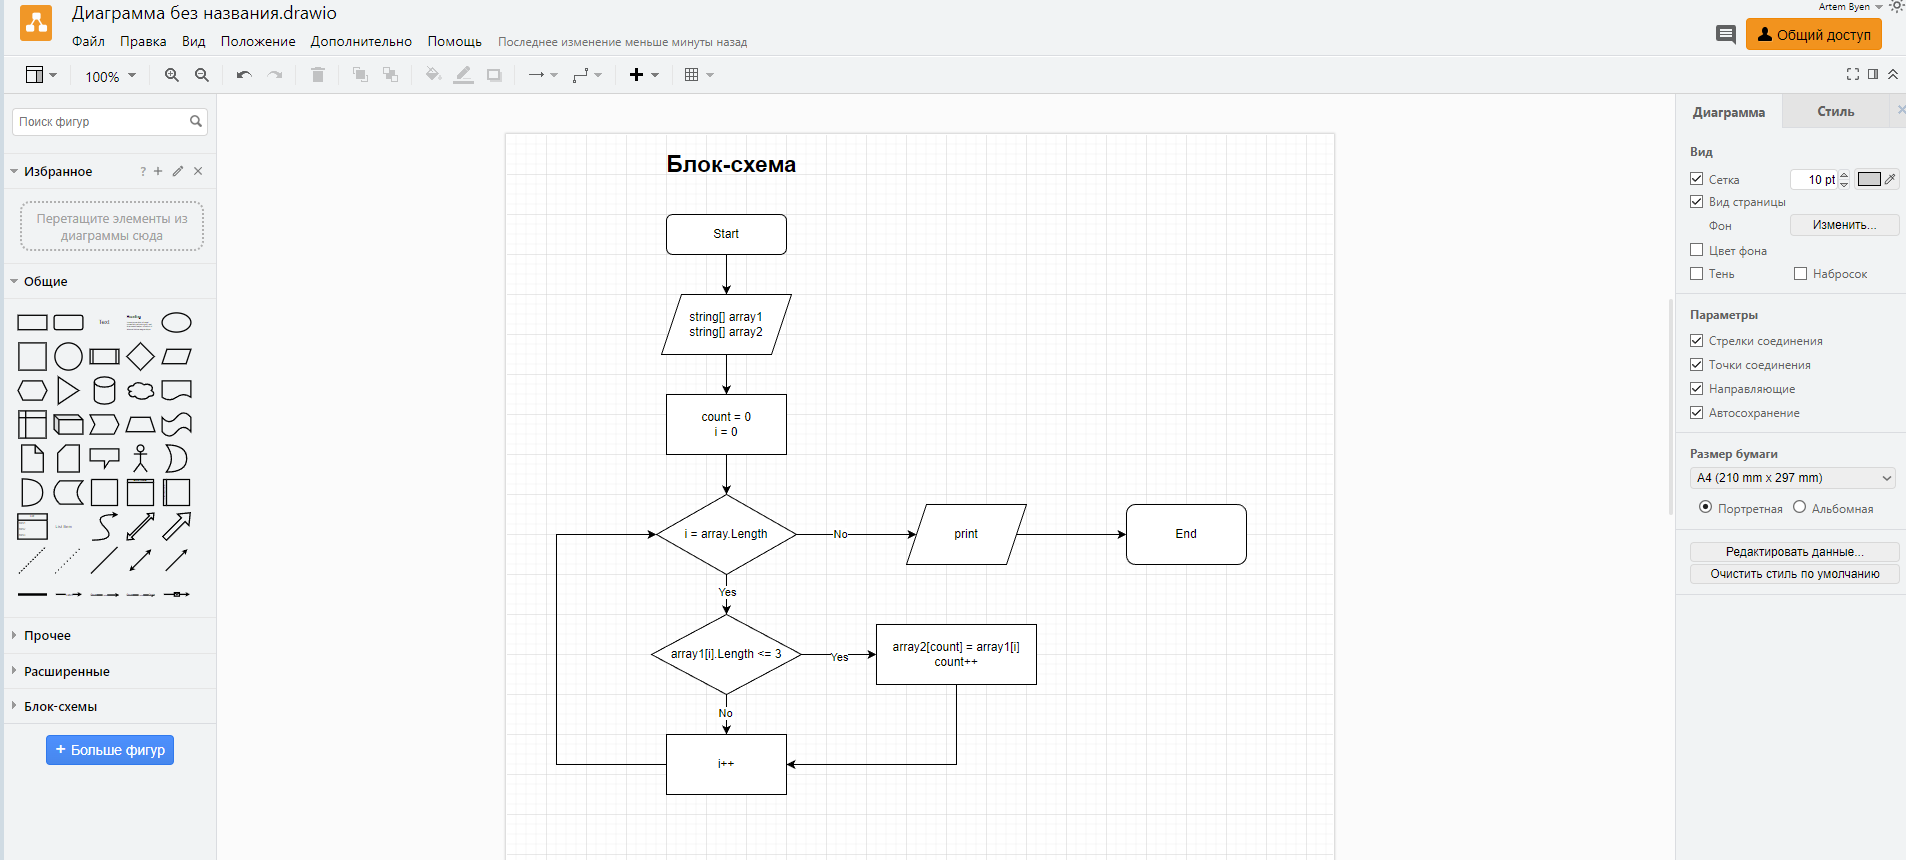 Диаграмма без названия.drawio
Artem Byen
Файл Правка Вид Положение Дополнительно Помощь Последнее изменение меньше минуты назад
Общий доступ
100%
Поиск фигур
Избранное ? + ×
Перетащите элементы из
диаграммы сюда
Общие
Text
Heading
List Item
Прочее
Расширенные
Блок-схемы
+ Больше фигур
Блок-схема
Start
string[] array1
string[] array2
count = 0
i = 0
i = array.Length
No
print
End
Yes
array1[i].Length <= 3
Yes
array2[count] = array1[i]
count++
No
i++
Диаграмма Стиль
Вид
Сетка 10 pt
Вид страницы
Фон Изменить...
Цвет фона
Тень Набросок
Параметры
Стрелки соединения
Точки соединения
Направляющие
Автосохранение
Размер бумаги
A4 (210 mm x 297 mm)
Портретная Альбомная
Редактировать данные...
Очистить стиль по умолчанию